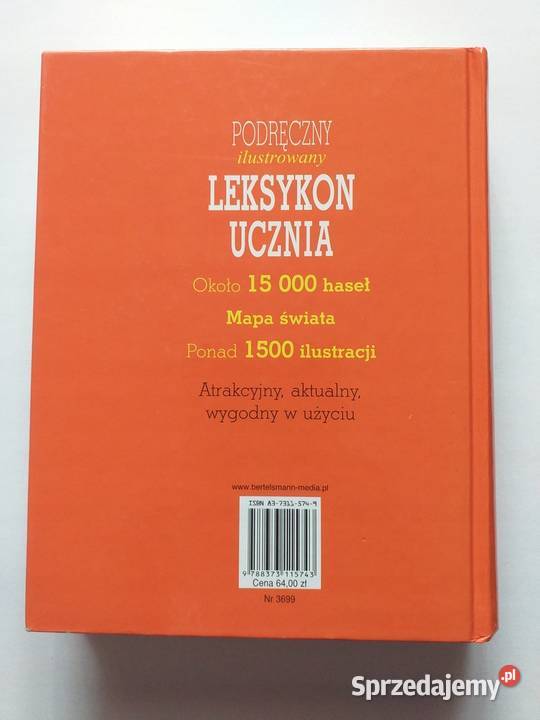 PODRĘCZNY
ilustrowany
LEKSYKON
UCZNIA
Około 15 000 haseł
Mapa świata
Ponad 1500 ilustracji
Atrakcyjny, aktualny,
wygodny w użyciu
www.bertelsmann-media.pl
ISBN 83-7311-574-9
9 788373 115743
Cena 64,00 zł
Nr 3699
Sprzedajemy.pl